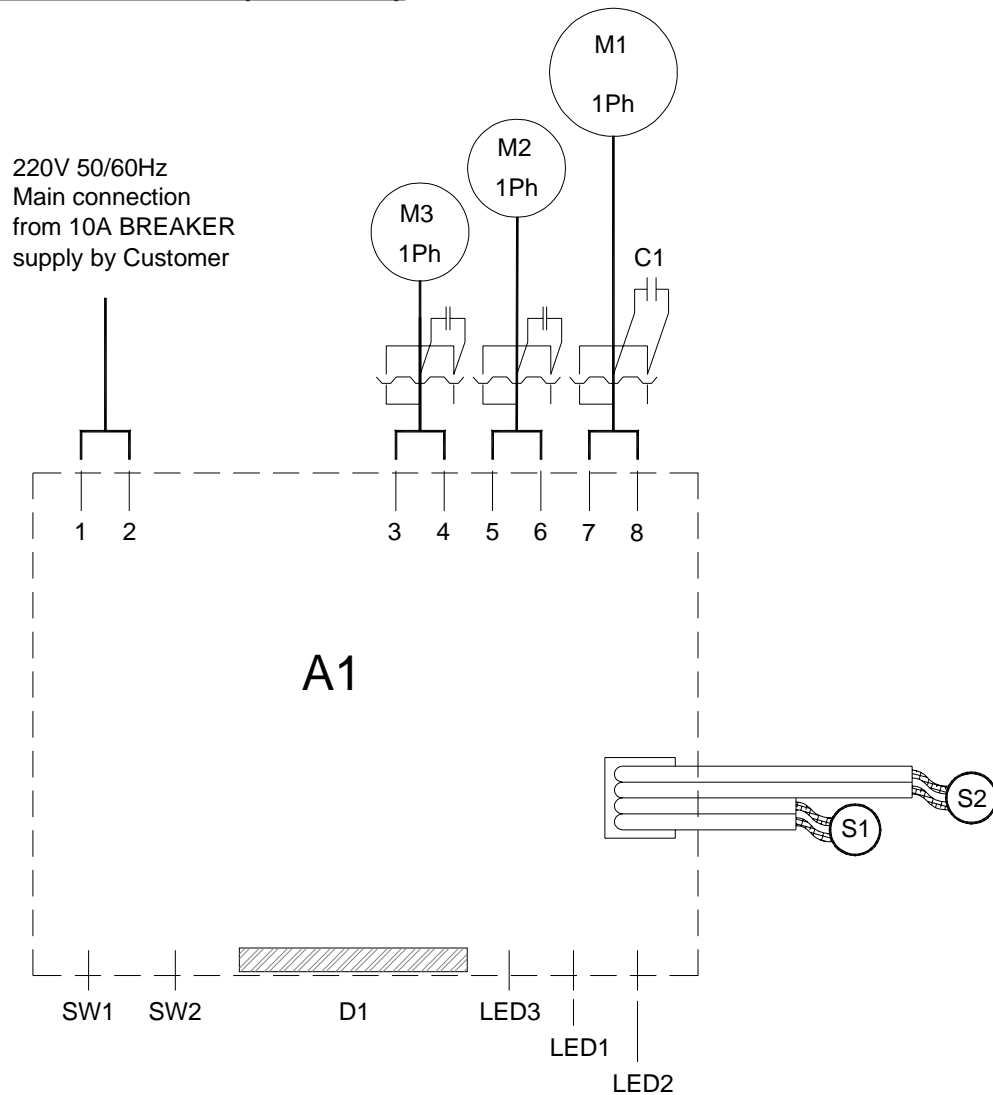 M1
1Ph
M2
1Ph
M3
1Ph
220V 50/60Hz
Main connection
from 10A BREAKER
supply by Customer
C1
1 2 3 4 5 6 7 8
A1
S2
S1
SW1 SW2 D1 LED3
LED1
LED2